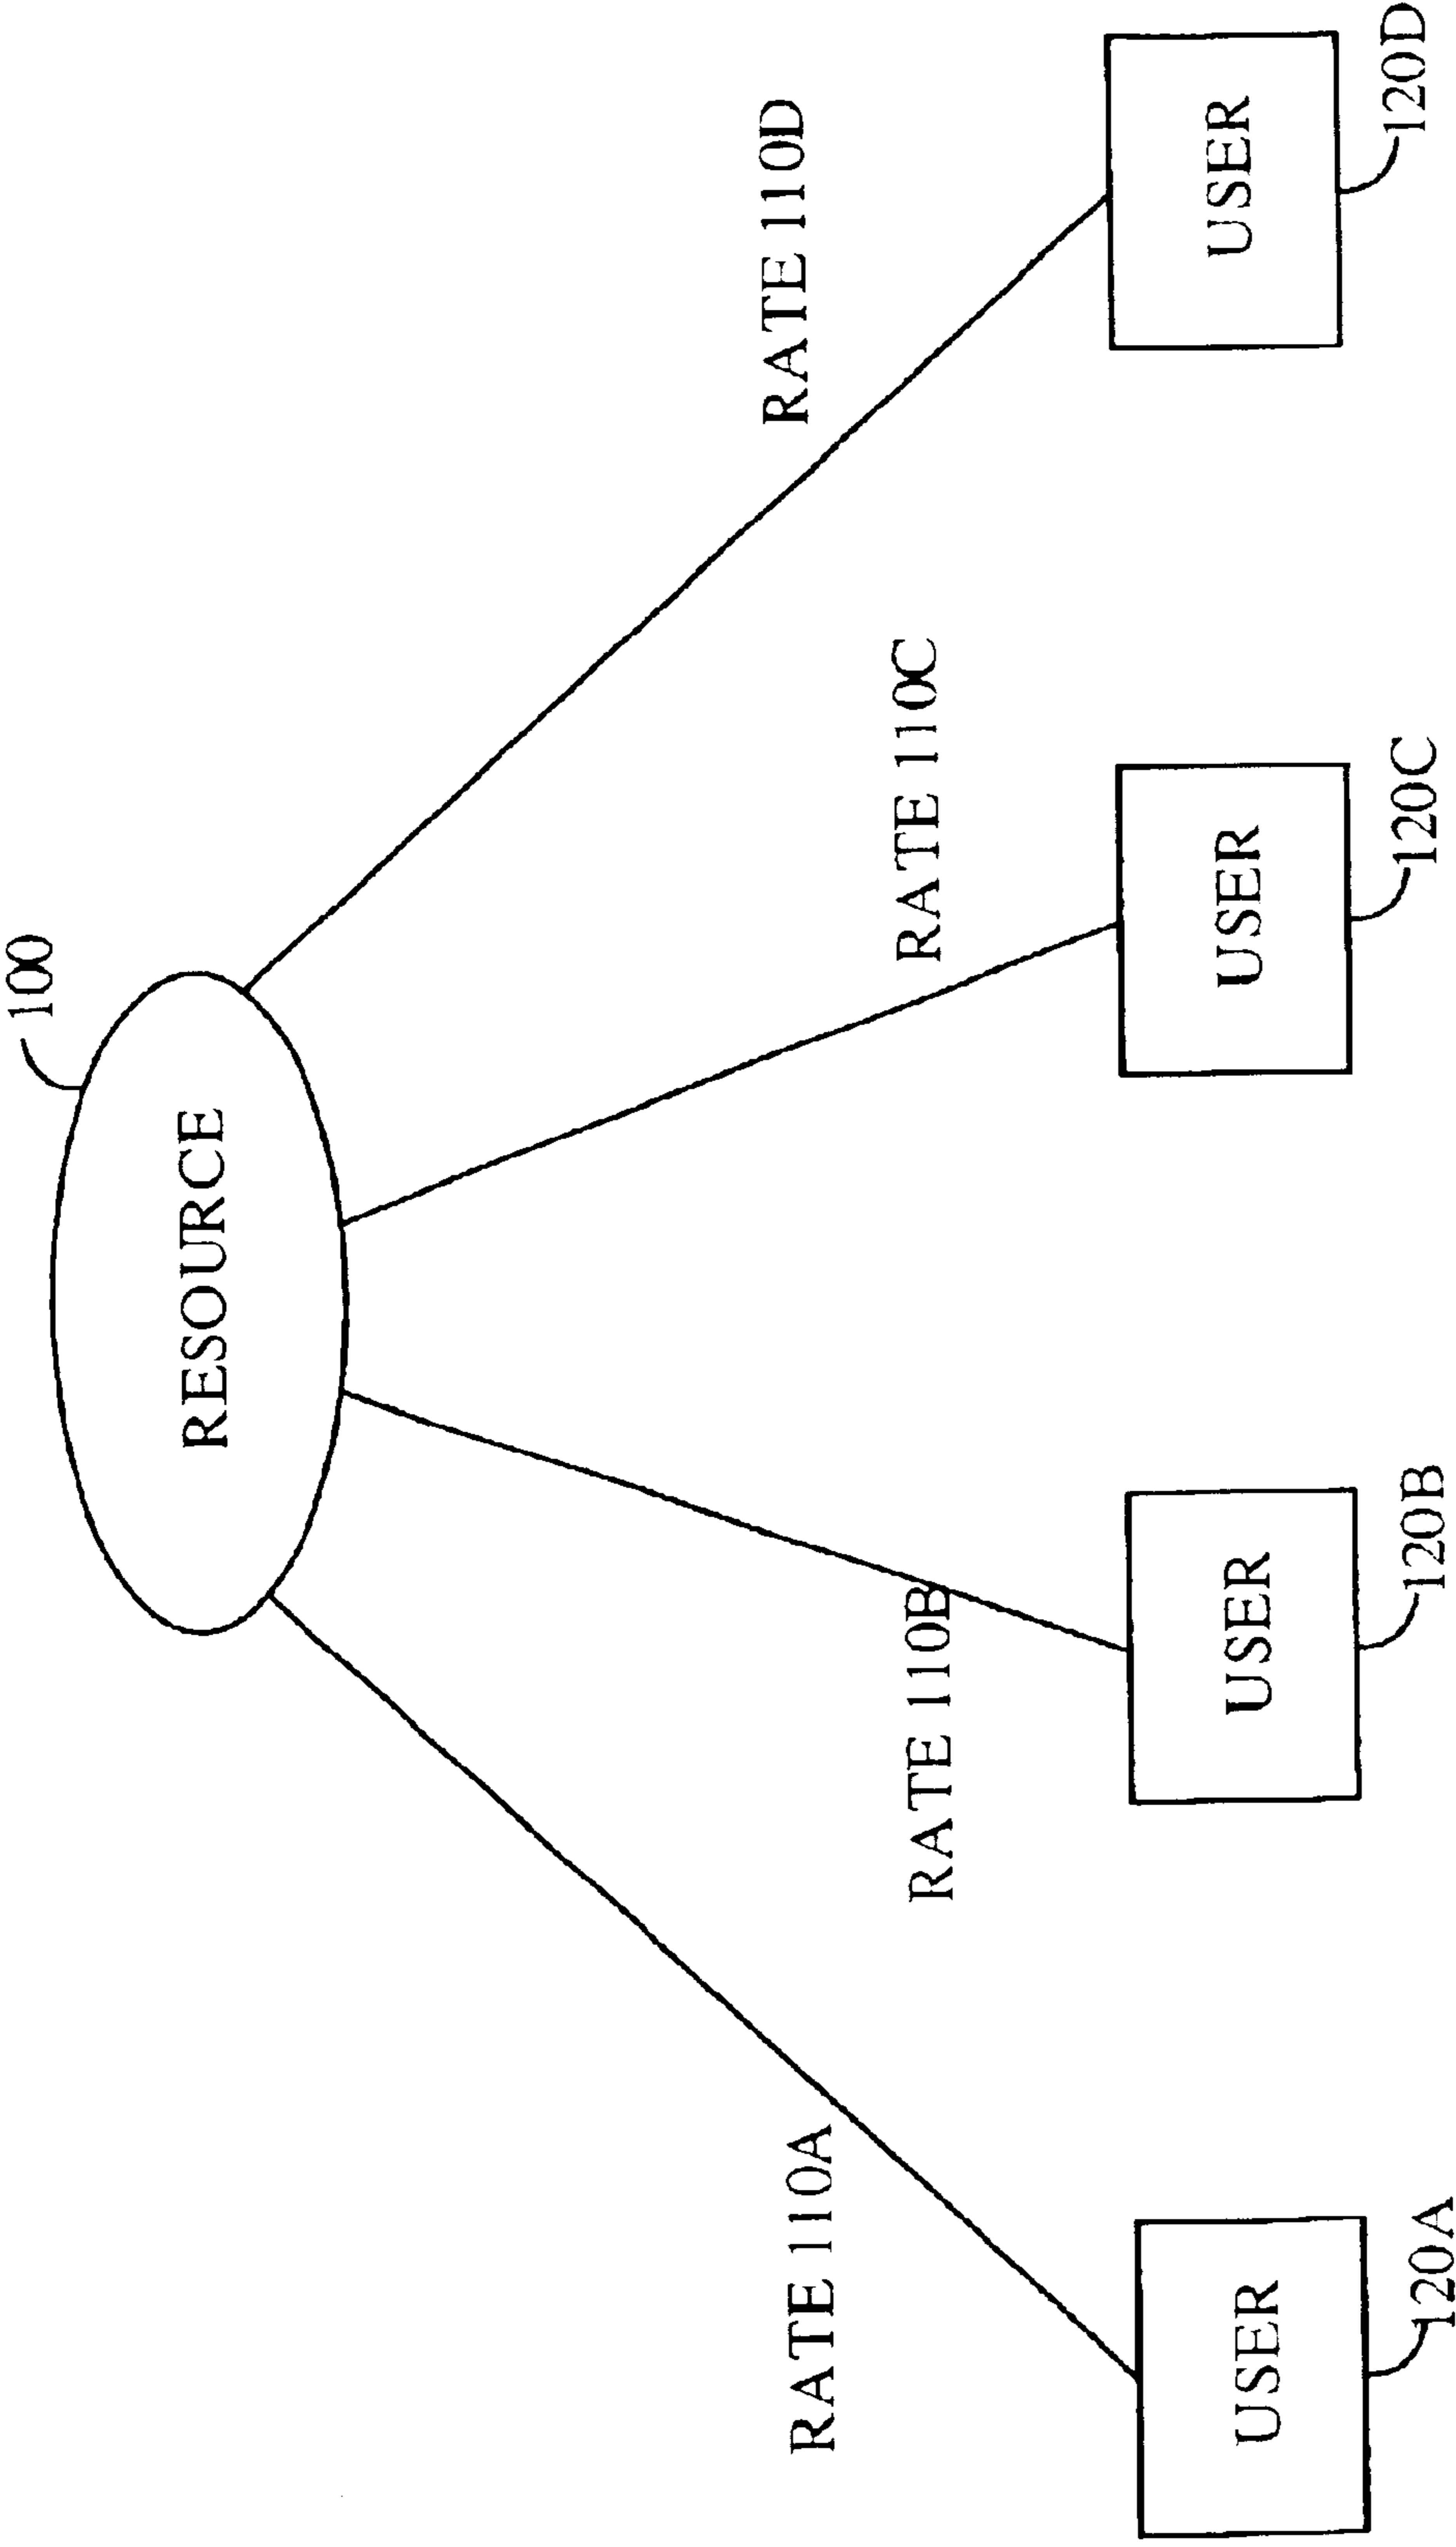 100
RESOURCE
RATE 110A
RATE 110B
RATE 110C
RATE 110D
USER
USER
USER
USER
120A
120B
120C
120D